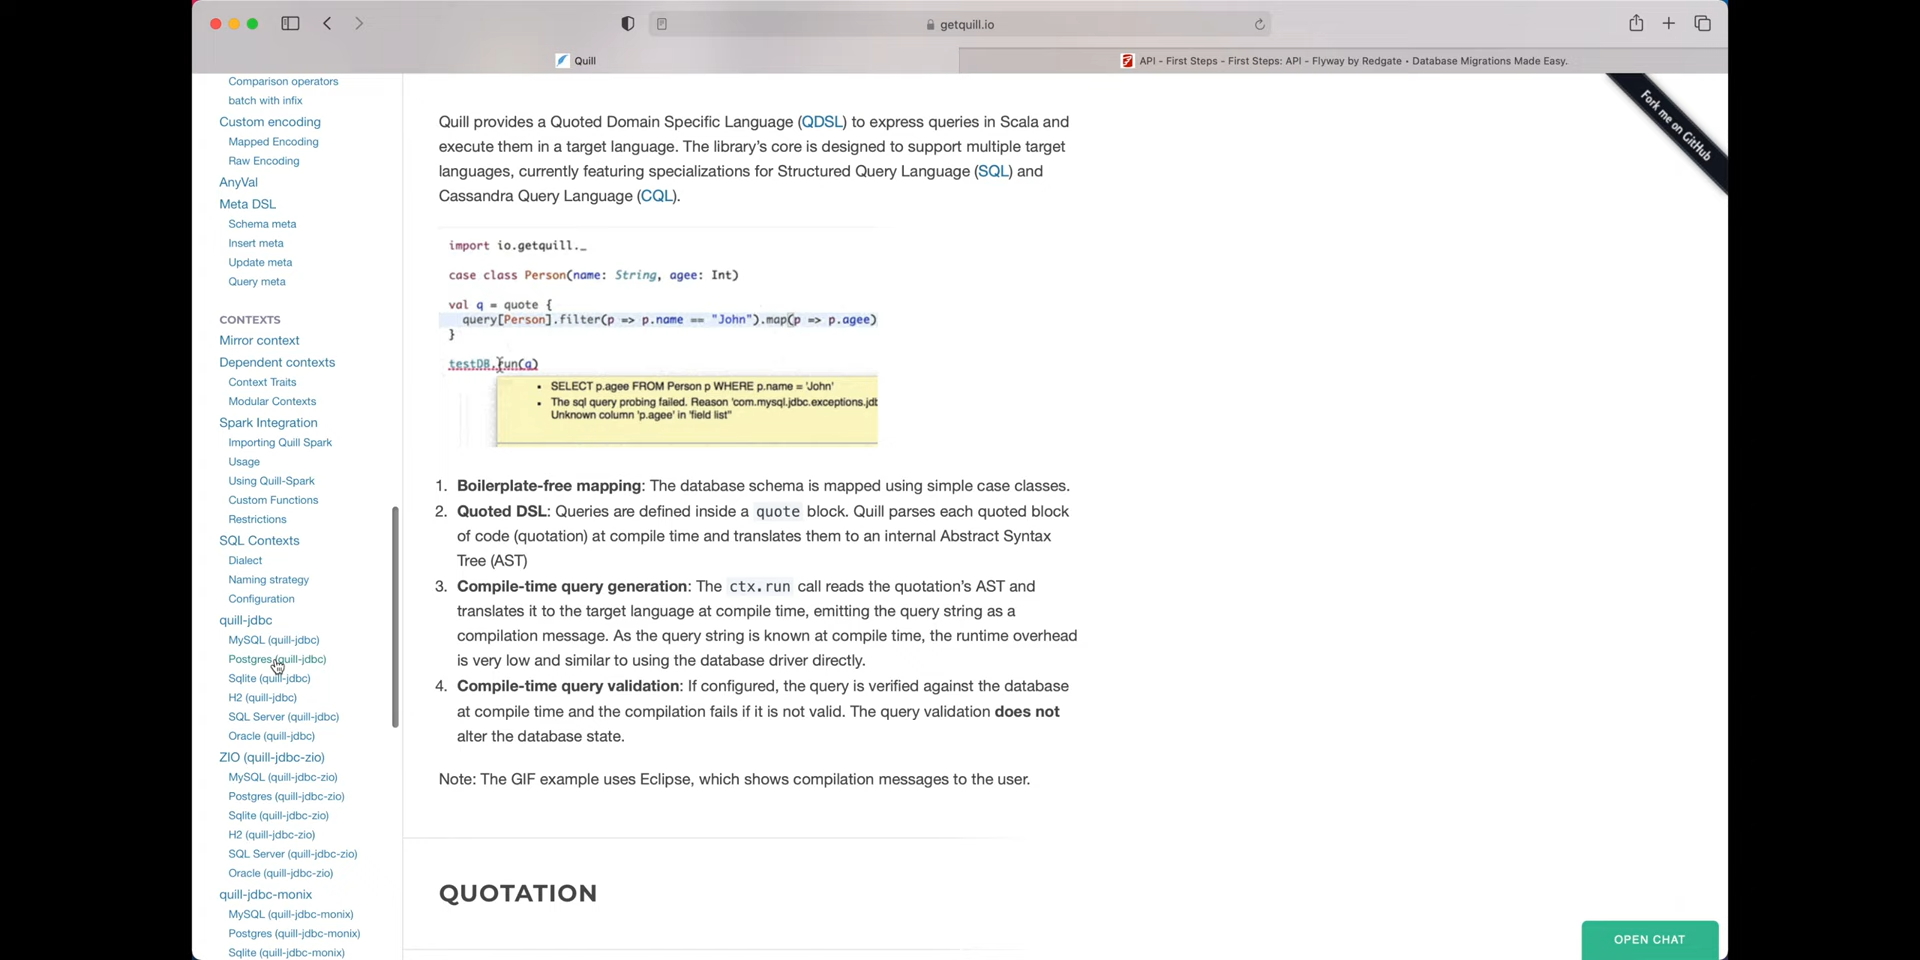 getquill.io
Quill
API - First Steps - First Steps: API - Flyway by Redgate • Database Migrations Made Easy.
Comparison operators
batch with infix
Custom encoding
Mapped Encoding
Raw Encoding
AnyVal
Meta DSL
Schema meta
Insert meta
Update meta
Query meta
CONTEXTS
Mirror context
Dependent contexts
Context Traits
Modular Contexts
Spark Integration
Importing Quill Spark
Usage
Using Quill-Spark
Custom Functions
Restrictions
SQL Contexts
Dialect
Naming strategy
Configuration
quill-jdbc
MySQL (quill-jdbc)
Postgres (quill-jdbc)
Sqlite (quill-jdbc)
H2 (quill-jdbc)
SQL Server (quill-jdbc)
Oracle (quill-jdbc)
ZIO (quill-jdbc-zio)
MySQL (quill-jdbc-zio)
Postgres (quill-jdbc-zio)
Sqlite (quill-jdbc-zio)
H2 (quill-jdbc-zio)
SQL Server (quill-jdbc-zio)
Oracle (quill-jdbc-zio)
quill-jdbc-monix
MySQL (quill-jdbc-monix)
Postgres (quill-jdbc-monix)
Sqlite (quill-jdbc-monix)
Quill provides a Quoted Domain Specific Language (QDSL) to express queries in Scala and
execute them in a target language. The library's core is designed to support multiple target
languages, currently featuring specializations for Structured Query Language (SQL) and
Cassandra Query Language (CQL).
import io.getquill._
case class Person(name: String, agee: Int)
val q = quote {
query[Person].filter(p => p.name == "John").map(p => p.agee)
}
testDB.run(q)
• SELECT p.agee FROM Person p WHERE p.name = 'John'
• The sql query probing failed. Reason 'com.mysql.jdbc.exceptions.jdb
Unknown column 'p.agee' in 'field list''
1. Boilerplate-free mapping: The database schema is mapped using simple case classes.
2. Quoted DSL: Queries are defined inside a quote block. Quill parses each quoted block
of code (quotation) at compile time and translates them to an internal Abstract Syntax
Tree (AST)
3. Compile-time query generation: The ctx.run call reads the quotation's AST and
translates it to the target language at compile time, emitting the query string as a
compilation message. As the query string is known at compile time, the runtime overhead
is very low and similar to using the database driver directly.
4. Compile-time query validation: If configured, the query is verified against the database
at compile time and the compilation fails if it is not valid. The query validation does not
alter the database state.
Note: The GIF example uses Eclipse, which shows compilation messages to the user.
QUOTATION
Fork me on GitHub
OPEN CHAT